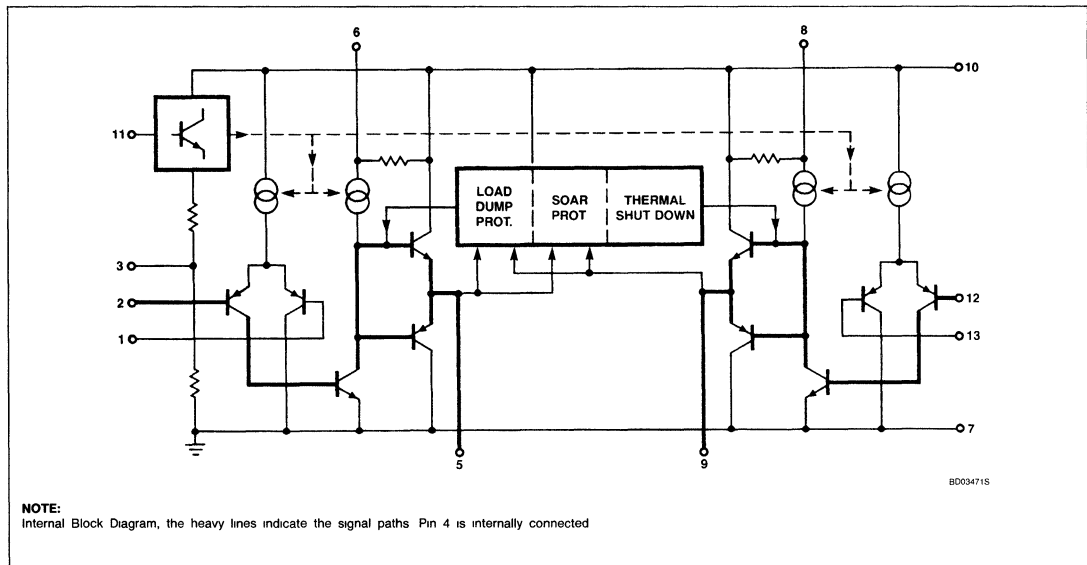 6
8
10
11
LOAD DUMP PROT.
SOAR PROT
THERMAL SHUT DOWN
3
2
1
12
13
7
5
9
BD03471S
NOTE:
Internal Block Diagram, the heavy lines indicate the signal paths Pin 4 is internally connected